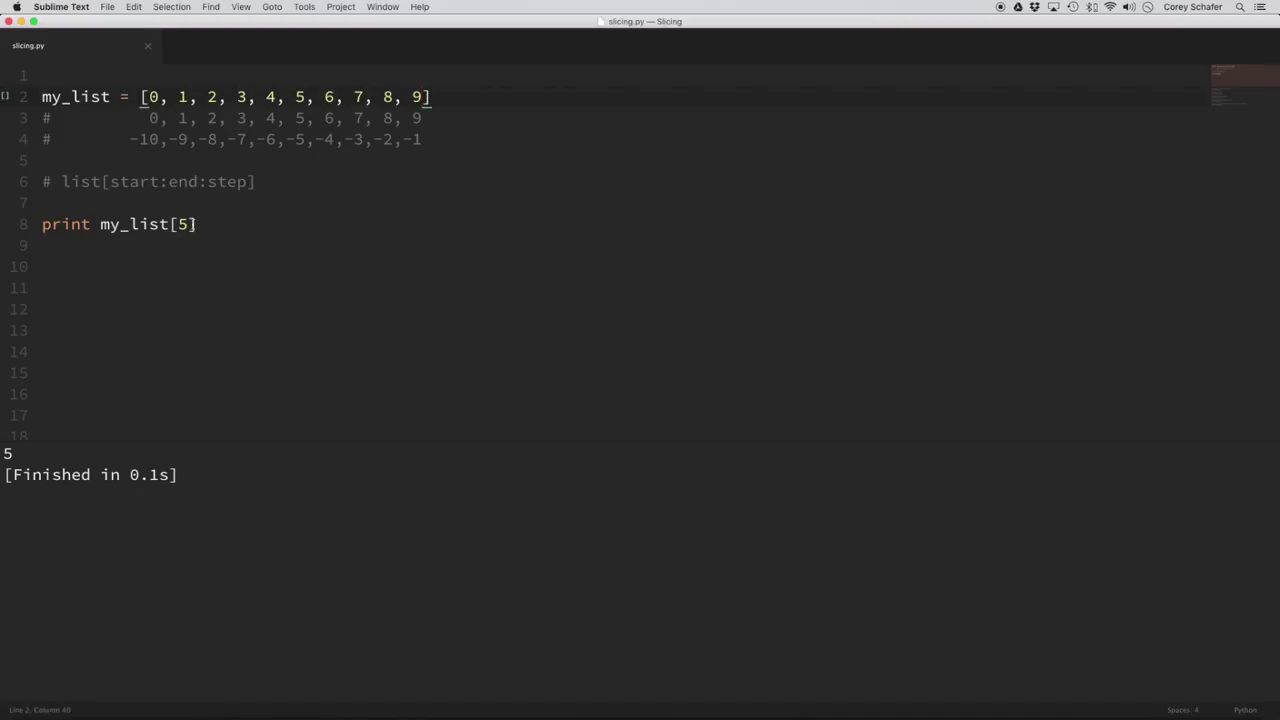 Sublime Text File Edit Selection Find View Goto Tools Project Window Help Corey Schafer
slicing.py — Slicing
slicing.py
1
2 my_list = [0, 1, 2, 3, 4, 5, 6, 7, 8, 9]
3 # 0, 1, 2, 3, 4, 5, 6, 7, 8, 9
4 # -10,-9,-8,-7,-6,-5,-4,-3,-2,-1
5
6 # list[start:end:step]
7
8 print my_list[5]
9
10
11
12
13
14
15
16
17
18
5
[Finished in 0.1s]
Line 2, Column 40 Spaces: 4 Python